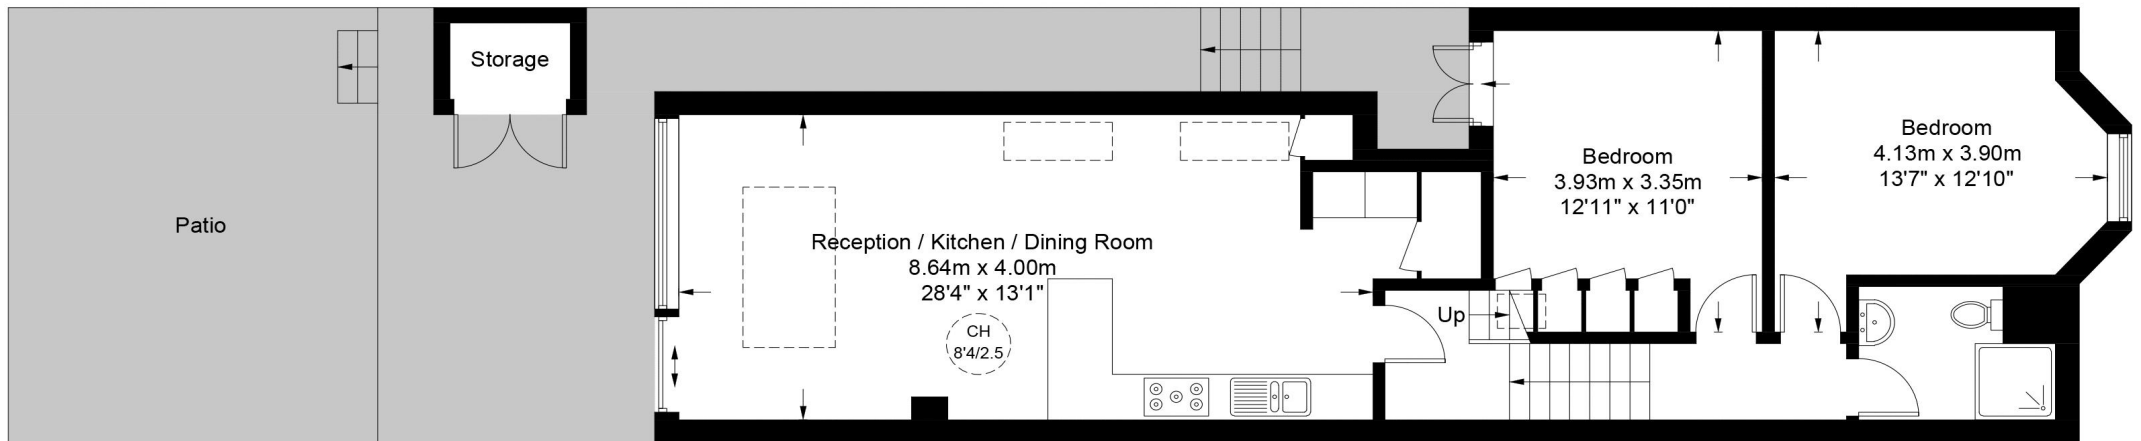 Storage
Patio
Reception / Kitchen / Dining Room
8.64m x 4.00m
28'4" x 13'1"
CH
8'4/2.5
Up
Bedroom
3.93m x 3.35m
12'11" x 11'0"
Bedroom
4.13m x 3.90m
13'7" x 12'10"